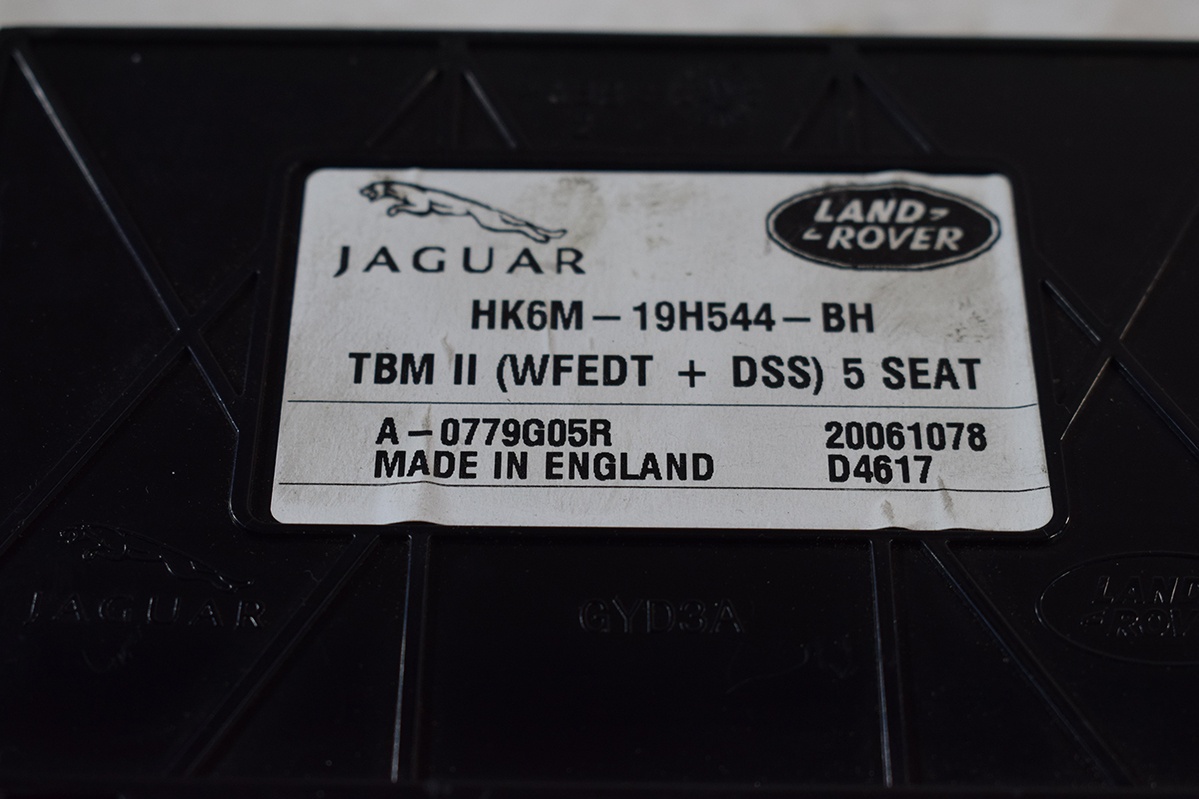 JAGUAR
LAND
ROVER
HK6M-19H544-BH
TBM II (WFEDT + DSS) 5 SEAT
A-0779G05R
20061078
MADE IN ENGLAND
D4617
JAGUAR
GYD3A
LAND